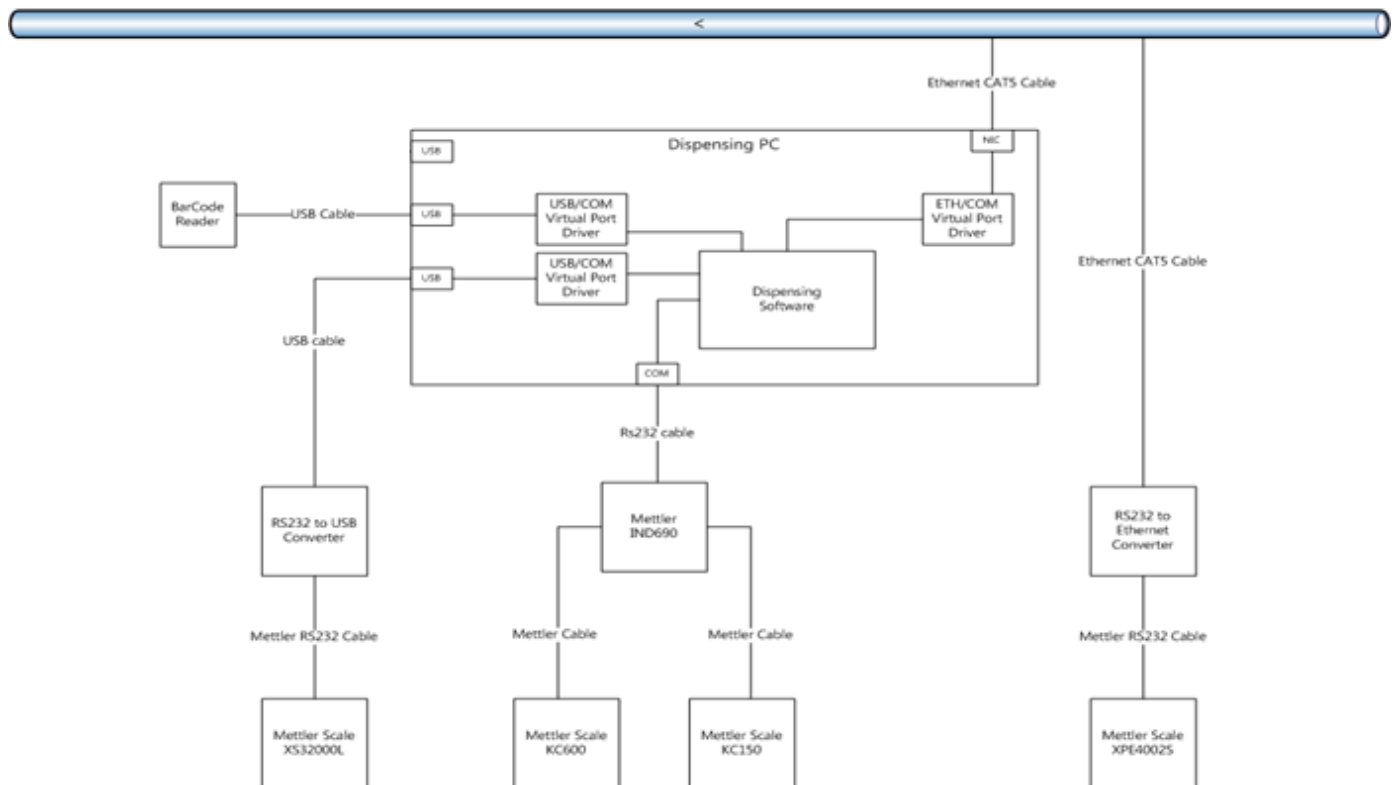 <
Ethernet CAT5 Cable
Dispensing PC
NIC
USB
BarCode
Reader
USB Cable
USB
USB/COM
Virtual Port
Driver
ETH/COM
Virtual Port
Driver
USB
USB/COM
Virtual Port
Driver
Dispensing
Software
Ethernet CAT5 Cable
USB cable
COM
Rs232 cable
RS232 to USB
Converter
Mettler
IND690
RS232 to
Ethernet
Converter
Mettler RS232 Cable
Mettler Cable
Mettler Cable
Mettler RS232 Cable
Mettler Scale
XS32000L
Mettler Scale
KC600
Mettler Scale
KC150
Mettler Scale
XPE4002S